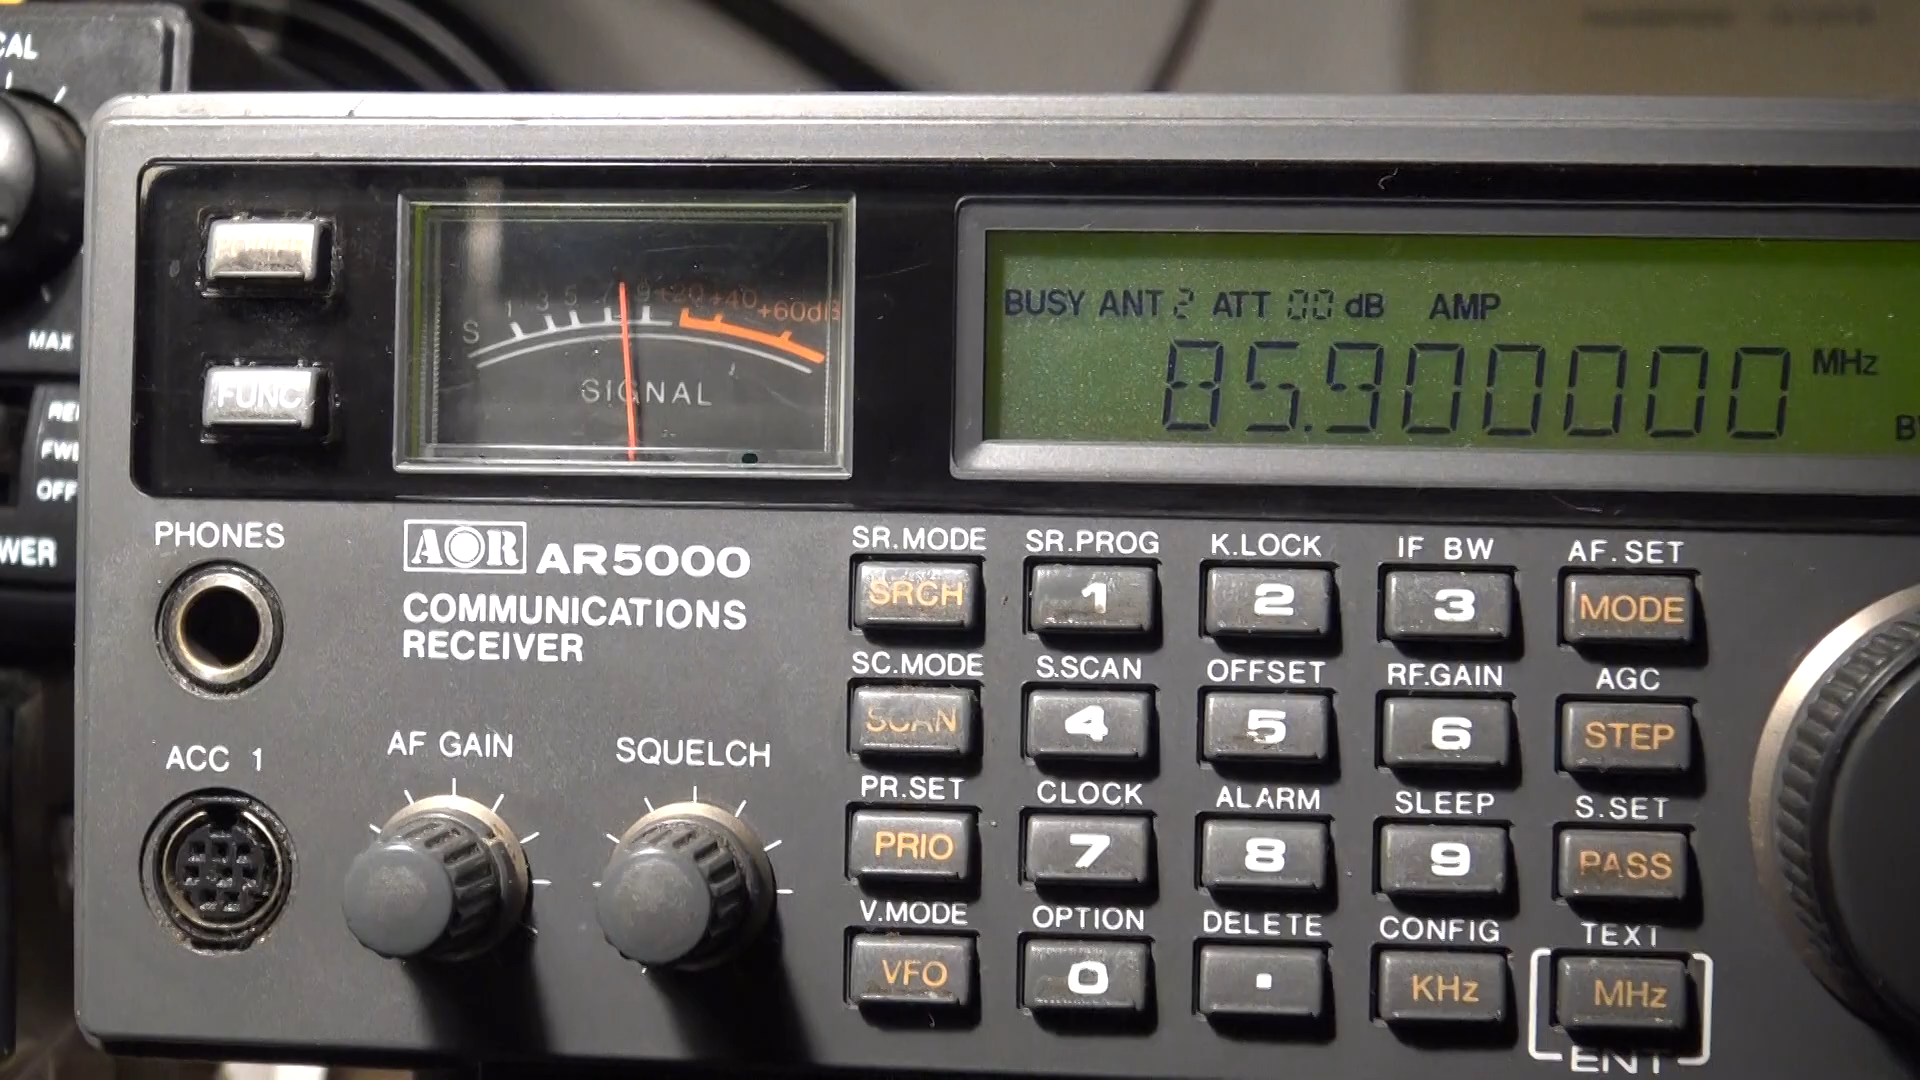 CAL
MAX
OFF
WER
FUNC
S 1 3 5 7 9 +20 +40 +60dB
SIGNAL
BUSY ANT 2 ATT 00 dB AMP
85.900000 MHz
PHONES
AOR AR5000
COMMUNICATIONS
RECEIVER
ACC 1
AF GAIN
SQUELCH
SR.MODE SR.PROG K.LOCK IF BW AF.SET
SRCH 1 2 3 MODE
SC.MODE S.SCAN OFFSET RF.GAIN AGC
SCAN 4 5 6 STEP
PR.SET CLOCK ALARM SLEEP S.SET
PRIO 7 8 9 PASS
V.MODE OPTION DELETE CONFIG TEXT
VFO 0 . KHz MHz
ENT